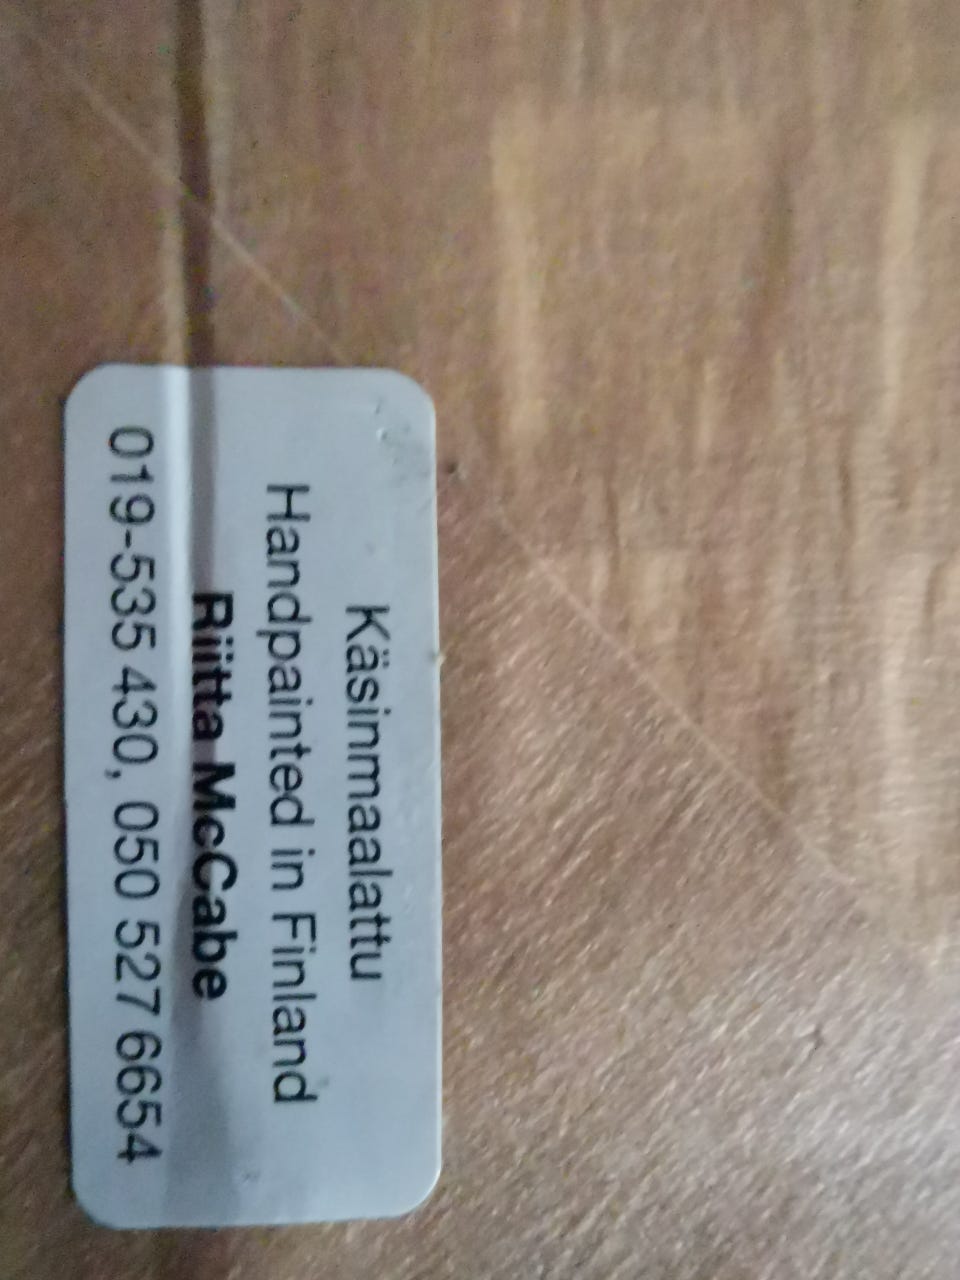 Käsinmaalattu
Handpainted in Finland
Riitta McCabe
019-535 430, 050 527 6654